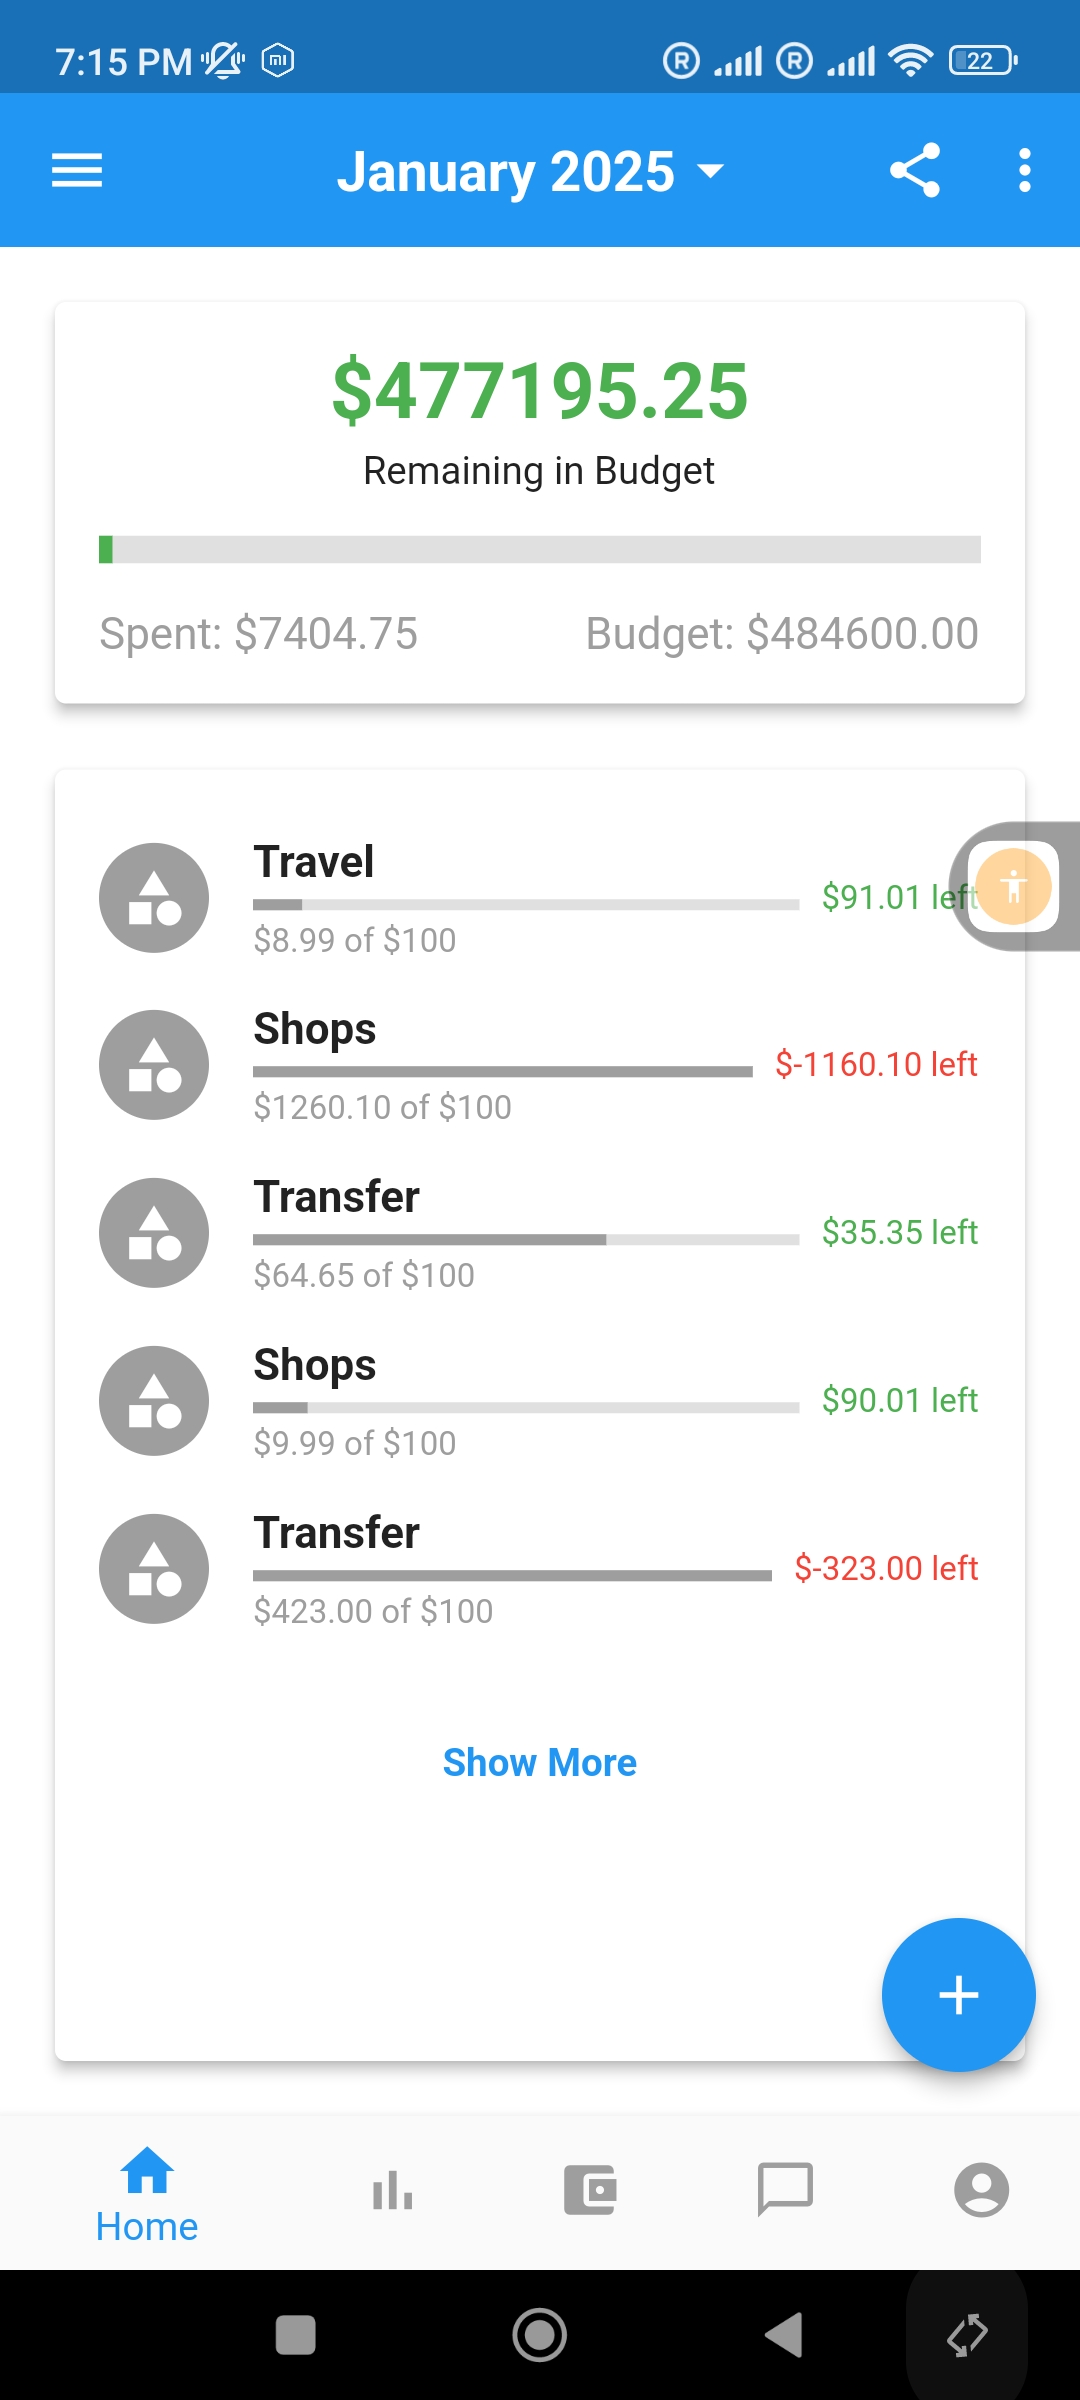 7:15 PM
22
January 2025
$477195.25
Remaining in Budget
Spent: $7404.75
Budget: $484600.00
Travel
$91.01 left
$8.99 of $100
Shops
$-1160.10 left
$1260.10 of $100
Transfer
$35.35 left
$64.65 of $100
Shops
$90.01 left
$9.99 of $100
Transfer
$-323.00 left
$423.00 of $100
Show More
Home